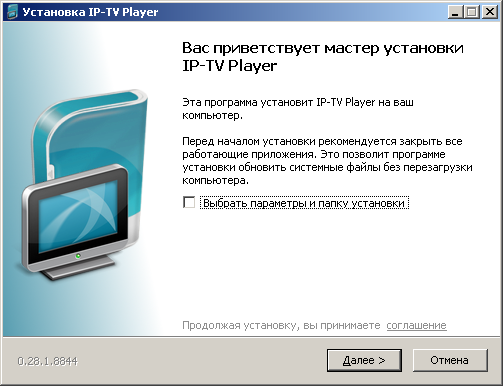 Установка IP-TV Player
Вас приветствует мастер установки
IP-TV Player
Эта программа установит IP-TV Player на ваш
компьютер.
Перед началом установки рекомендуется закрыть все
работающие приложения. Это позволит программе
установки обновить системные файлы без перезагрузки
компьютера.
Выбрать параметры и папку установки
Продолжая установку, вы принимаете соглашение
0.28.1.8844
Далее >
Отмена